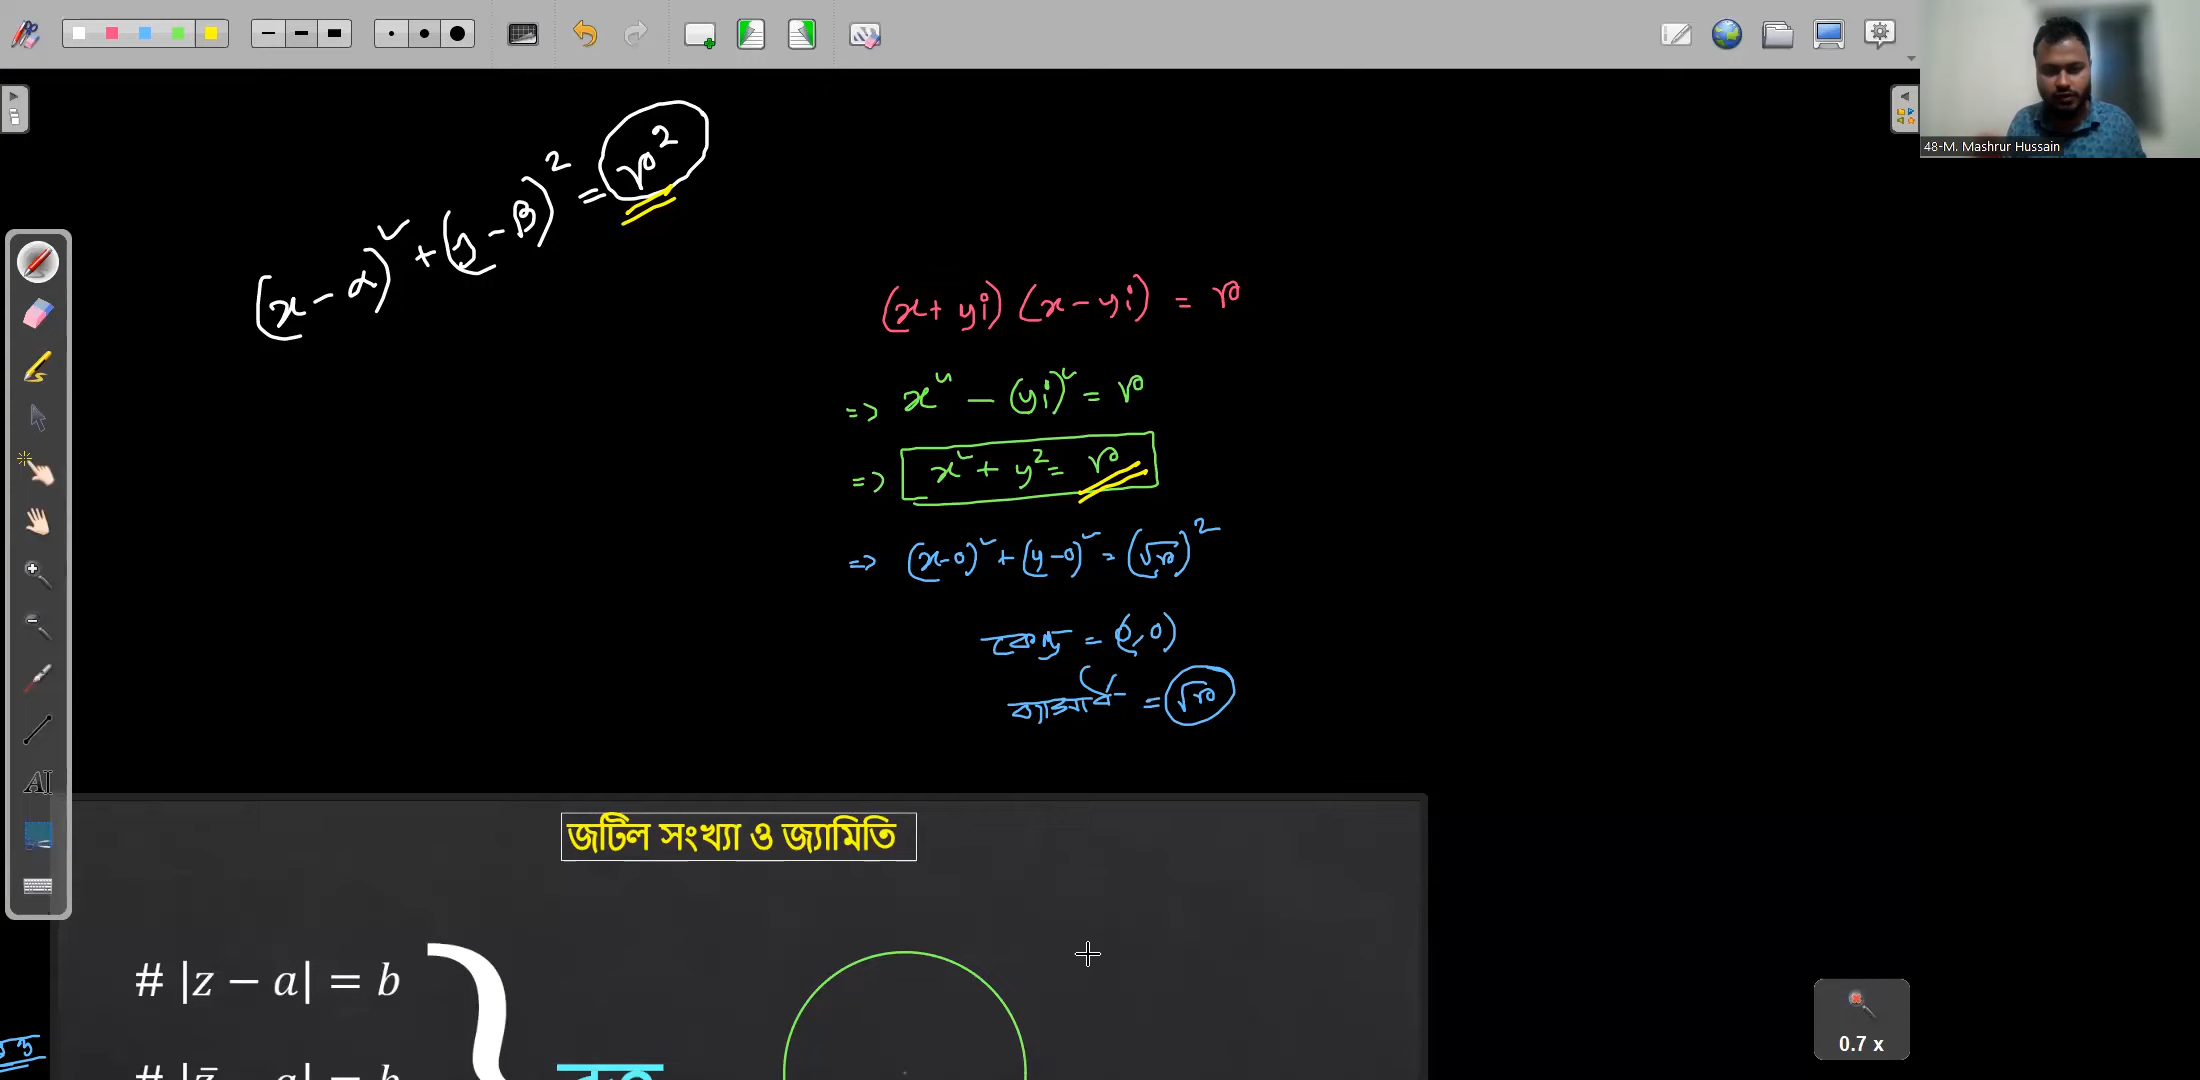 48-M. Mashrur Hussain
(x - α)² + (y - β)² = r²
(x + yi) (x - yi) = r
=> x² - (yi)² = r
=> x² + y² = r
=> (x-0)² + (y-0)² = (√r)²
কেন্দ্র = (0, 0)
ব্যাসার্ধ = √r
জটিল সংখ্যা ও জ্যামিতি
# |z − a| = b
AI
0.7 x